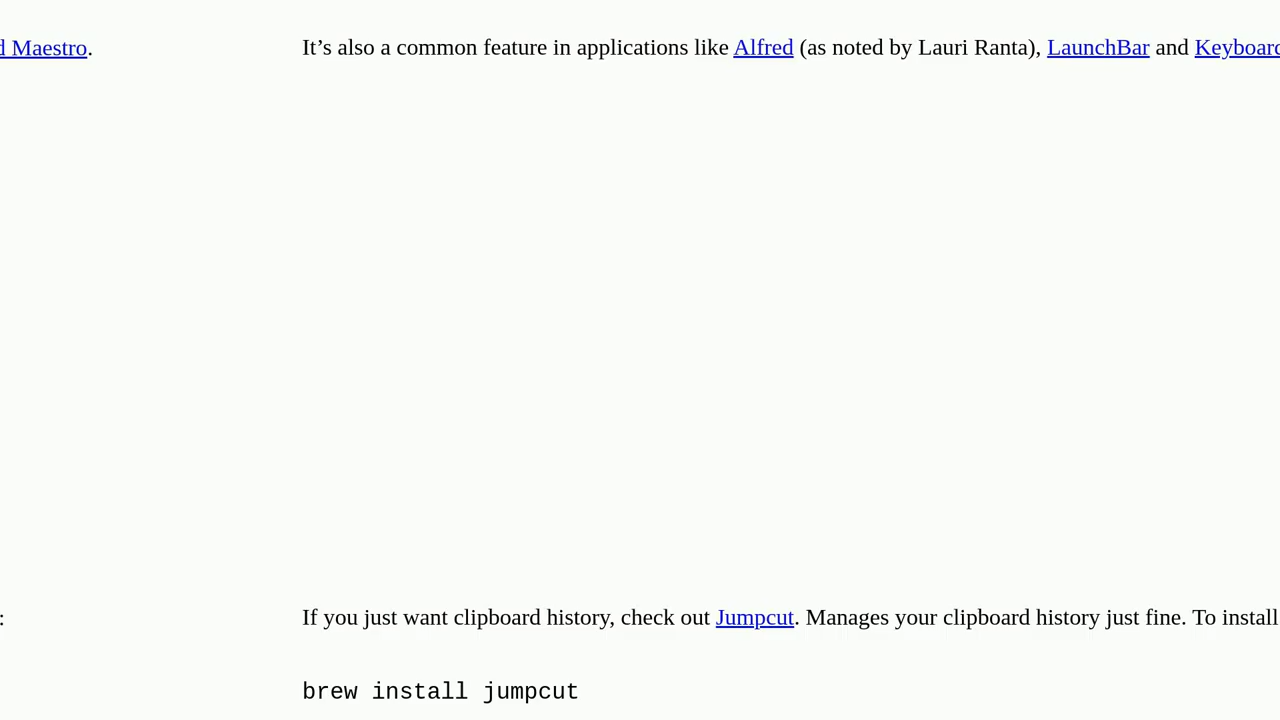 d Maestro.
It’s also a common feature in applications like Alfred (as noted by Lauri Ranta), LaunchBar and Keyboard
:
If you just want clipboard history, check out Jumpcut. Manages your clipboard history just fine. To install
brew install jumpcut